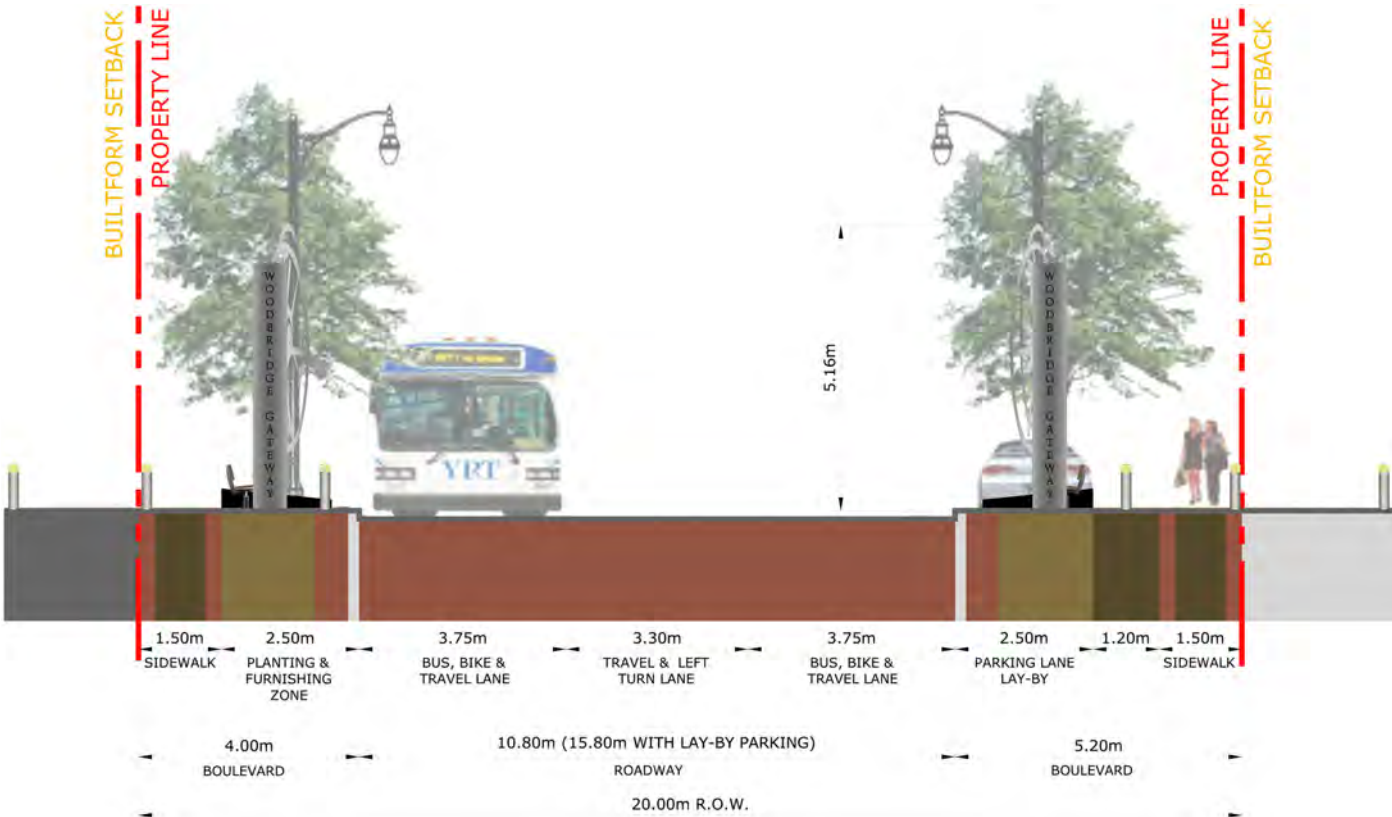 BUILTFORM SETBACK
PROPERTY LINE
PROPERTY LINE
BUILTFORM SETBACK
WOODBRIDGE GATEWAY
WOODBRIDGE GATEWAY
5.16m
YRT
1.50m
SIDEWALK
2.50m
PLANTING &
FURNISHING
ZONE
3.75m
BUS, BIKE &
TRAVEL LANE
3.30m
TRAVEL & LEFT
TURN LANE
3.75m
BUS, BIKE &
TRAVEL LANE
2.50m
PARKING LANE
LAY-BY
1.20m
1.50m
SIDEWALK
4.00m
BOULEVARD
10.80m (15.80m WITH LAY-BY PARKING)
ROADWAY
5.20m
BOULEVARD
20.00m R.O.W.